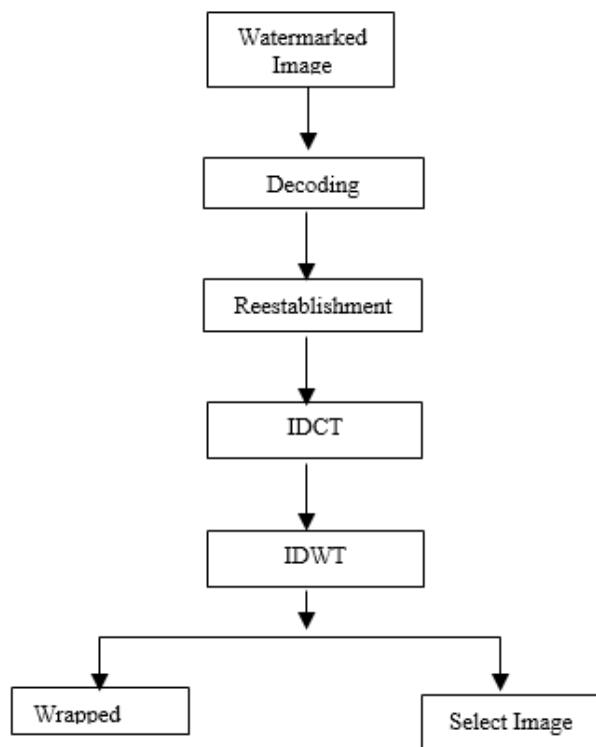 Watermarked
Image
Decoding
Reestablishment
IDCT
IDWT
Wrapped
Select Image